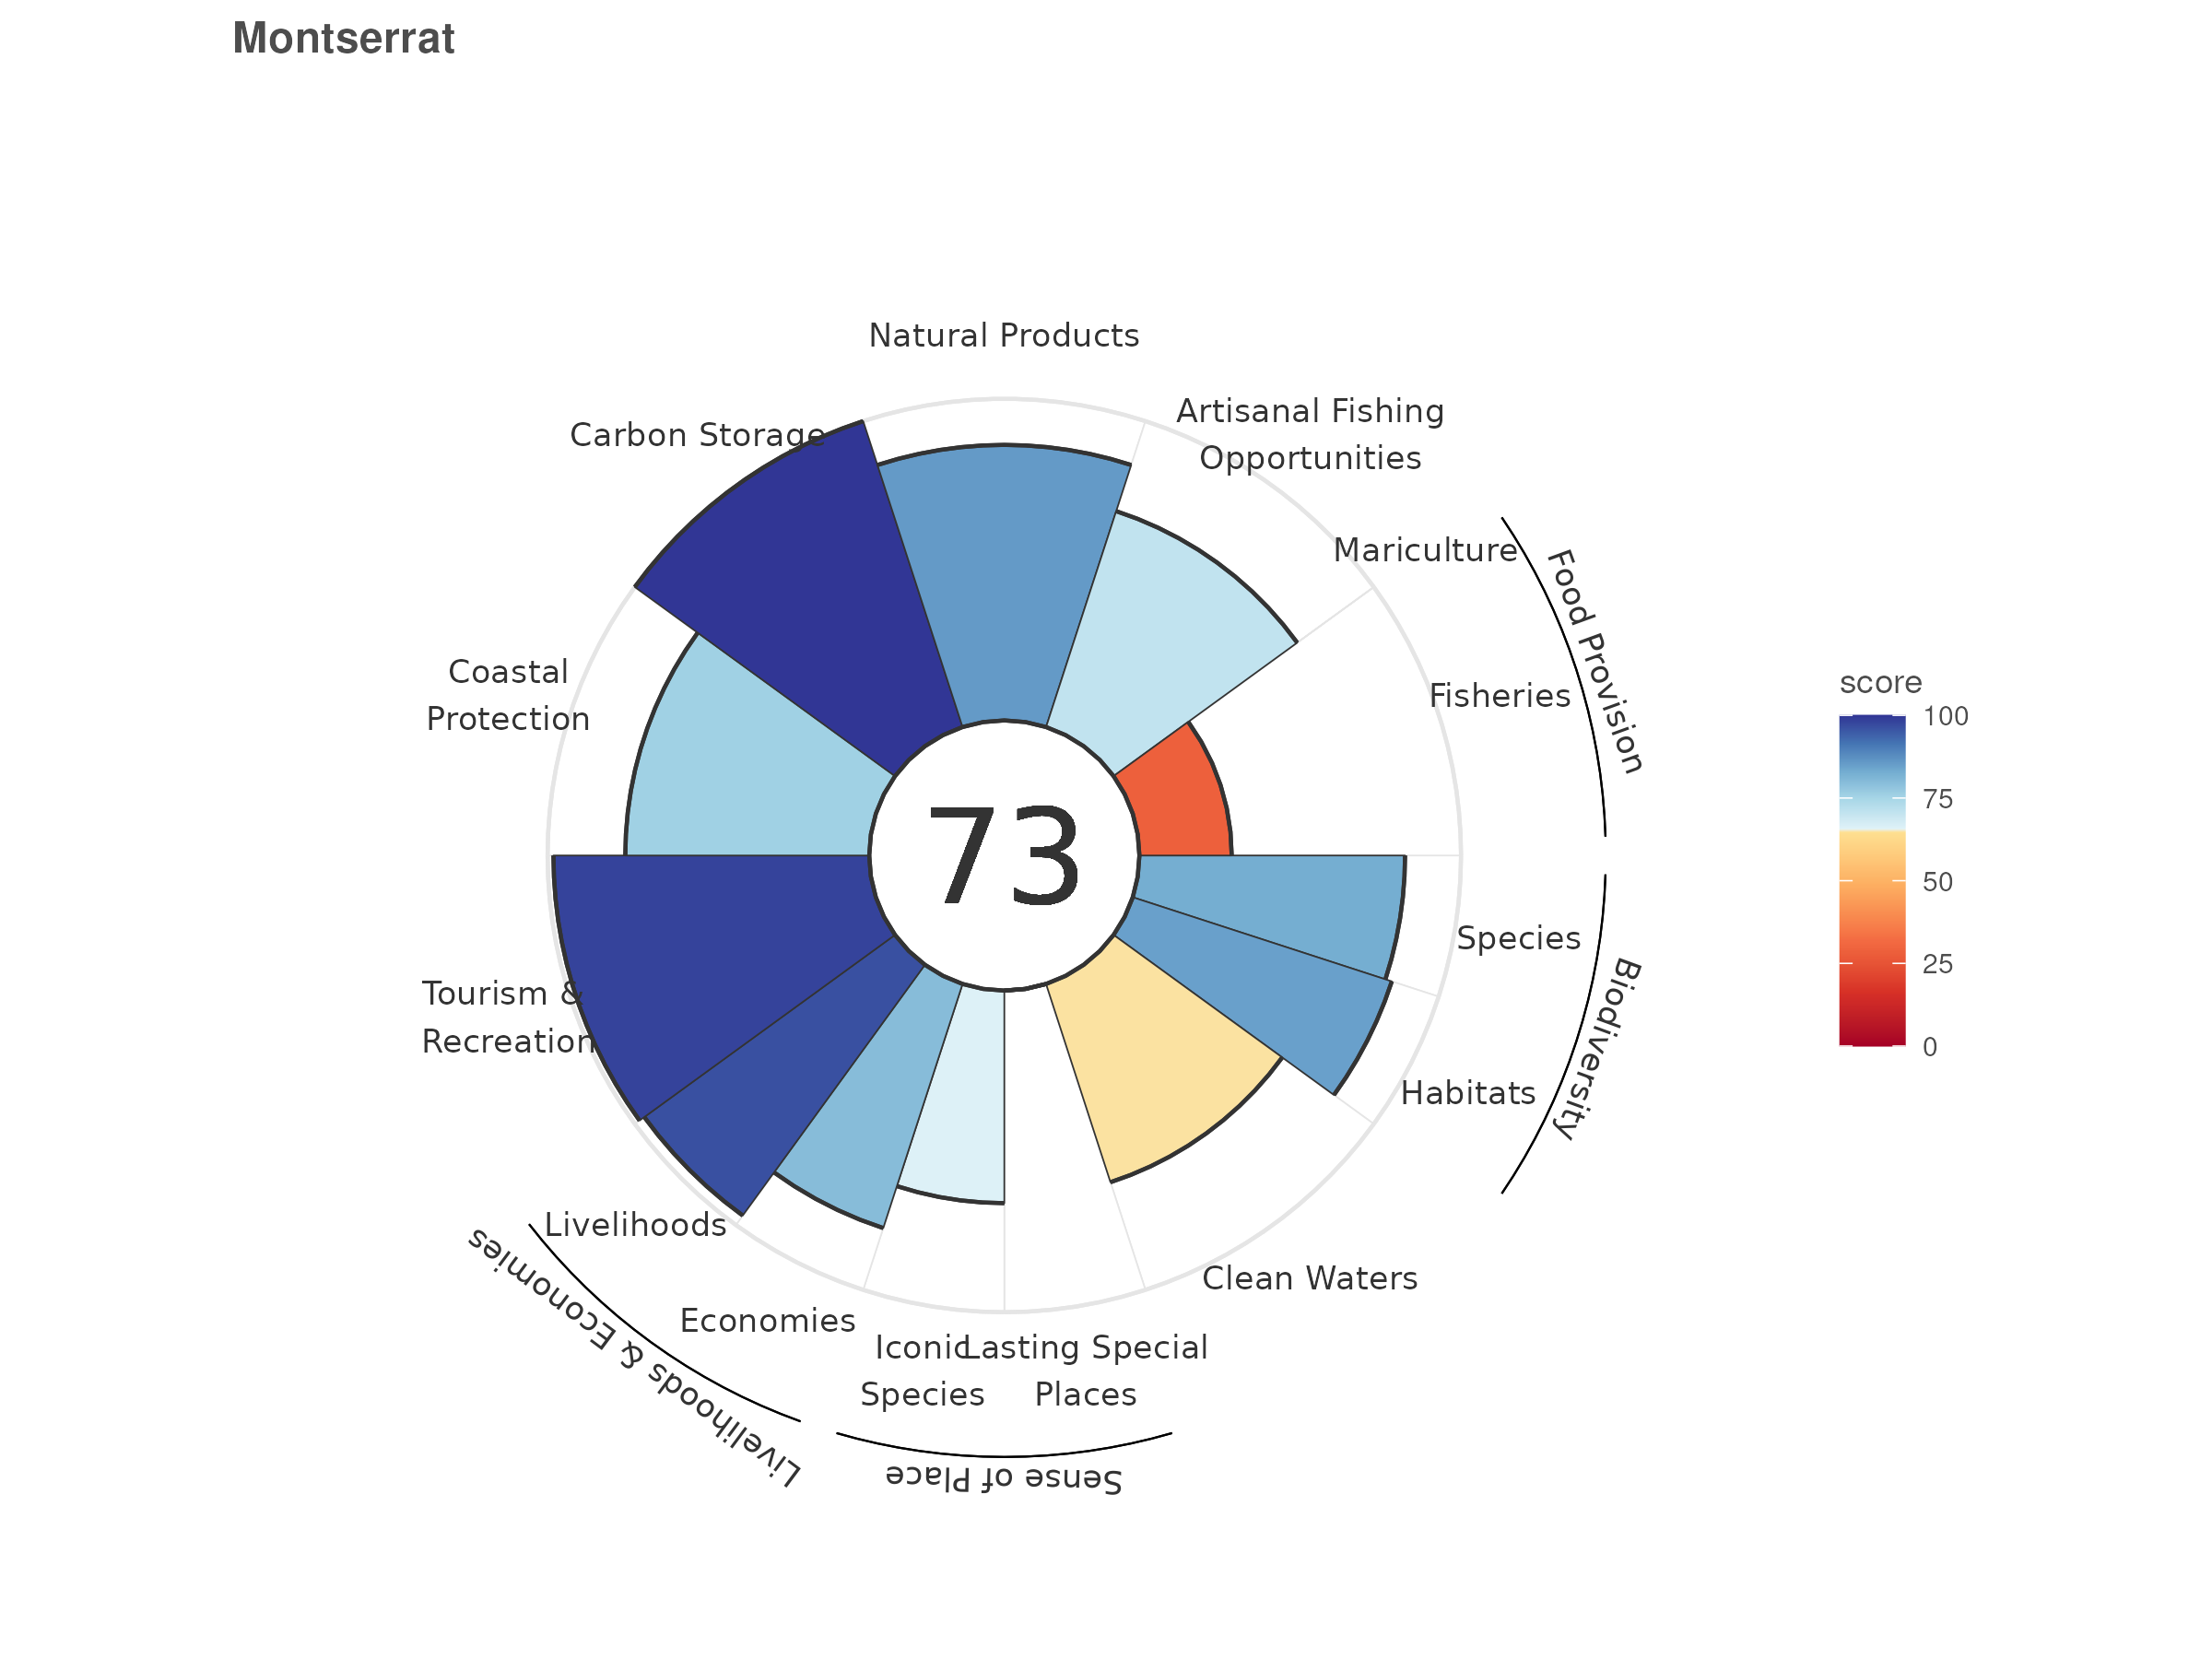 Montserrat
Natural Products
Artisanal Fishing
Opportunities
Carbon Storage
Mariculture
Food Provision
Fisheries
Coastal
Protection
score
100
75
50
25
0
73
Species
Biodiversity
Habitats
Tourism &
Recreation
Livelihoods
Livelihoods & Economies
Economies
Clean Waters
Iconic
Species
Lasting Special
Places
Sense of Place